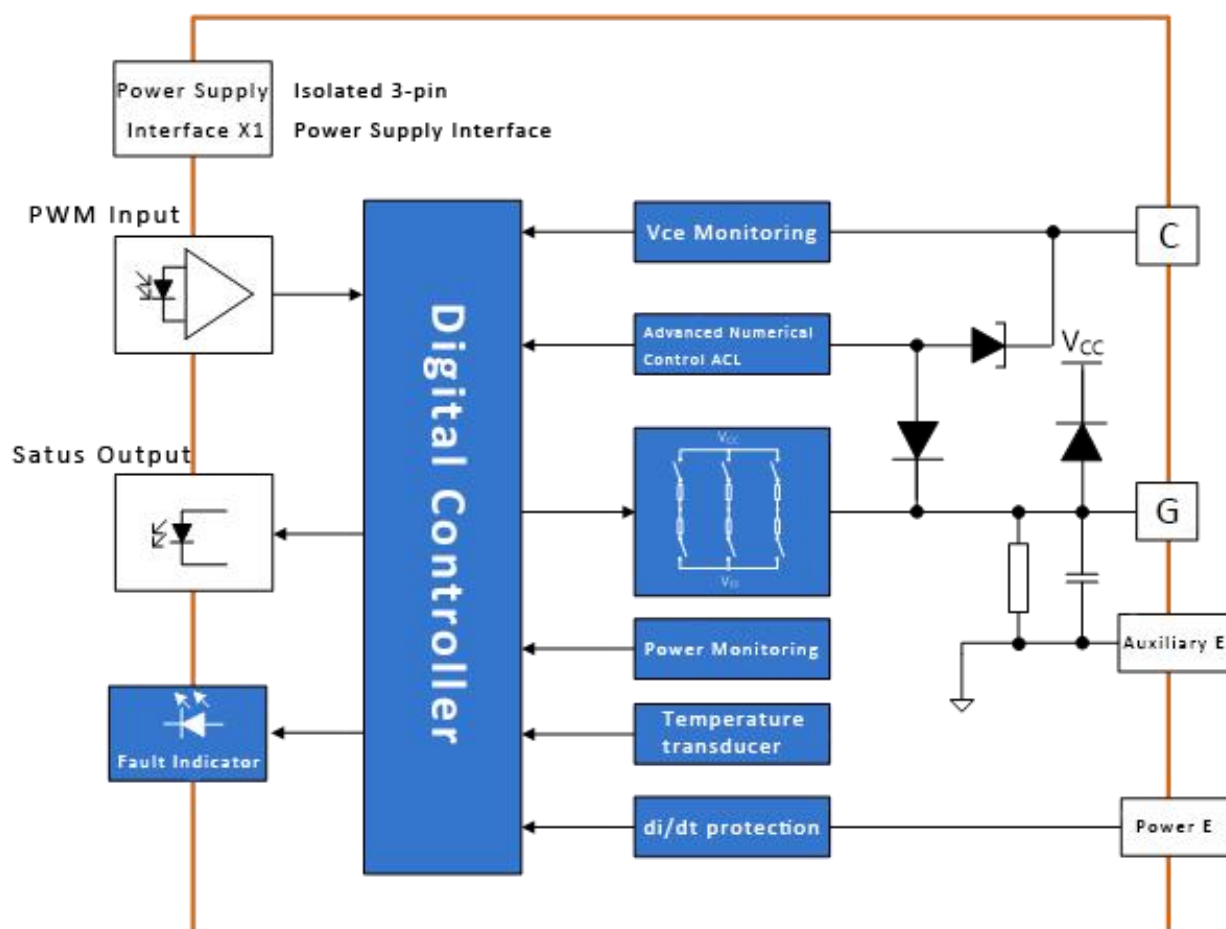 Power Supply
Interface X1
Isolated 3-pin
Power Supply Interface
PWM Input
Satus Output
Fault Indicator
Digital Controller
Vce Monitoring
Advanced Numerical
Control ACL
Vcc
Power Monitoring
Temperature
transducer
di/dt protection
C
VCC
G
Auxiliary E
Power E